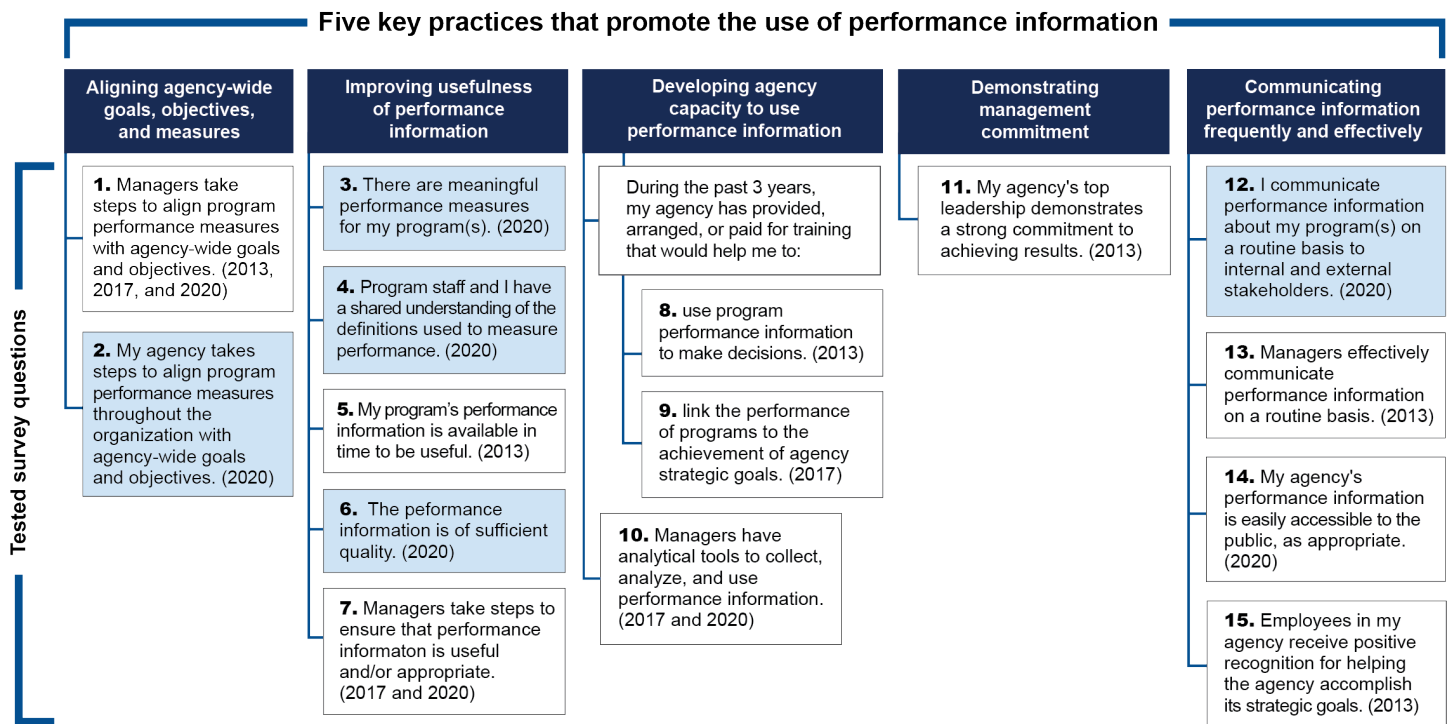 Five key practices that promote the use of performance information
Tested survey questions
Aligning agency-wide
goals, objectives,
and measures
1. Managers take
steps to align program
performance measures
with agency-wide goals
and objectives. (2013,
2017, and 2020)
2. My agency takes
steps to align program
performance measures
throughout the
organization with
agency-wide goals
and objectives. (2020)
Improving usefulness
of performance
information
3. There are meaningful
performance measures
for my program(s). (2020)
4. Program staff and I have
a shared understanding of the
definitions used to measure
performance. (2020)
5. My program's performance
information is available in
time to be useful. (2013)
6. The peformance
information is of sufficient
quality. (2020)
7. Managers take steps to
ensure that performance
informaton is useful
and/or appropriate.
(2017 and 2020)
Developing agency
capacity to use
performance information
During the past 3 years,
my agency has provided,
arranged, or paid for training
that would help me to:
8. use program
performance information
to make decisions. (2013)
9. link the performance
of programs to the
achievement of agency
strategic goals. (2017)
10. Managers have
analytical tools to collect,
analyze, and use
performance information.
(2017 and 2020)
Demonstrating
management
commitment
11. My agency's top
leadership demonstrates
a strong commitment to
achieving results. (2013)
Communicating
performance information
frequently and effectively
12. I communicate
performance information
about my program(s) on
a routine basis to
internal and external
stakeholders. (2020)
13. Managers effectively
communicate
performance information
on a routine basis. (2013)
14. My agency's
performance information
is easily accessible to the
public, as appropriate.
(2020)
15. Employees in my
agency receive positive
recognition for helping
the agency accomplish
its strategic goals. (2013)